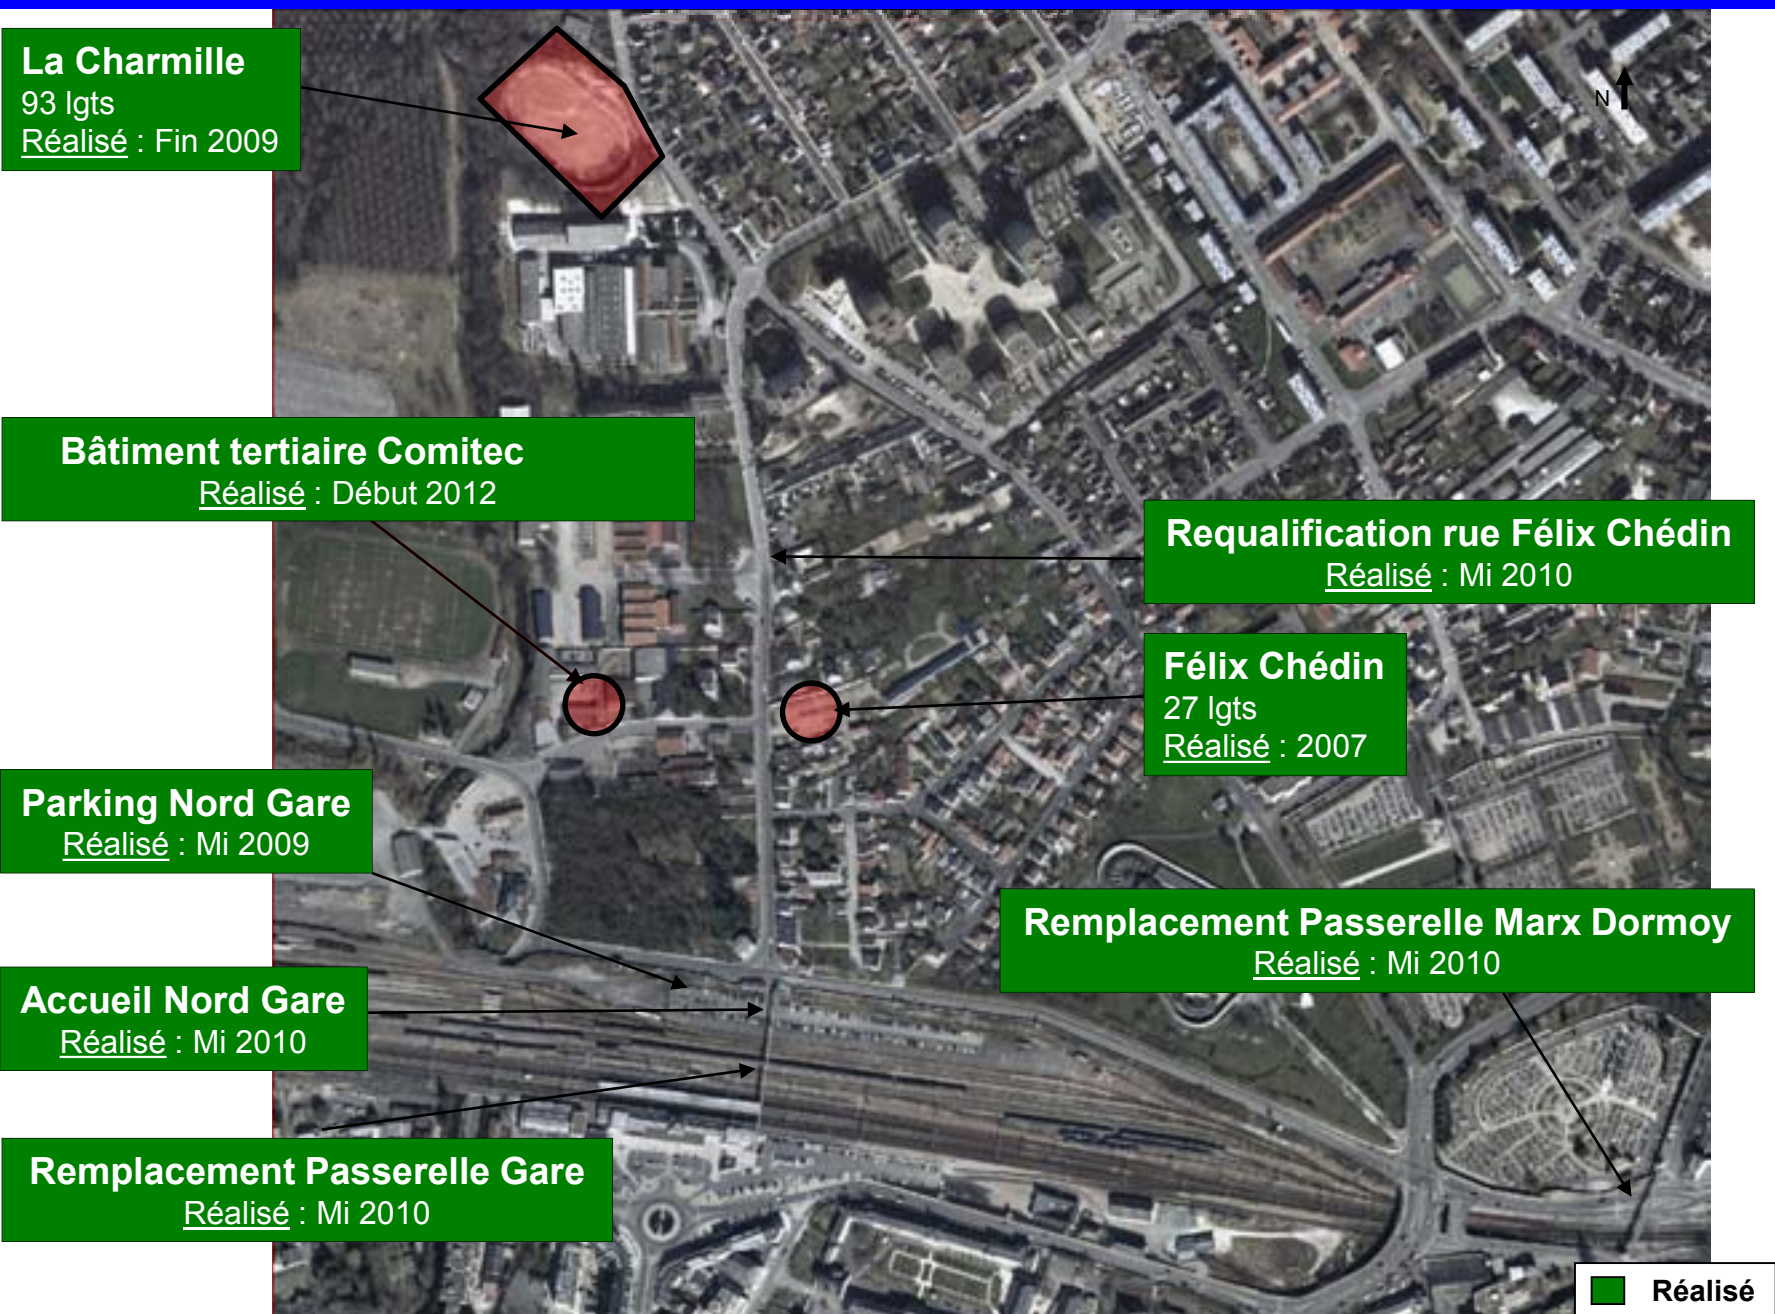 La Charmille
93 lgts
Réalisé : Fin 2009
N
Bâtiment tertiaire Comitec
Réalisé : Début 2012
Requalification rue Félix Chédin
Réalisé : Mi 2010
Félix Chédin
27 lgts
Réalisé : 2007
Parking Nord Gare
Réalisé : Mi 2009
Remplacement Passerelle Marx Dormoy
Réalisé : Mi 2010
Accueil Nord Gare
Réalisé : Mi 2010
Remplacement Passerelle Gare
Réalisé : Mi 2010
Réalisé